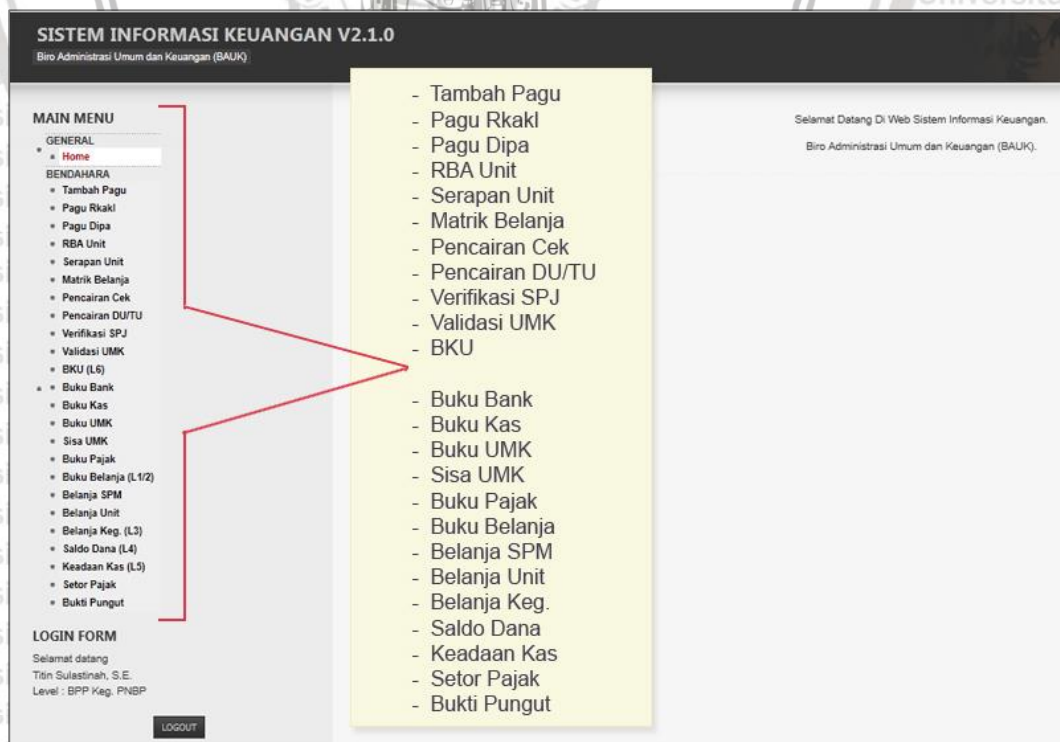 Universitas
SISTEM INFORMASI KEUANGAN V2.1.0
Biro Administrasi Umum dan Keuangan (BAUK)
MAIN MENU
GENERAL
Home
BENDAHARA
Tambah Pagu
Pagu Rkakl
Pagu Dipa
RBA Unit
Serapan Unit
Matrik Belanja
Pencairan Cek
Pencairan DU/TU
Verifikasi SPJ
Validasi UMK
BKU (L6)
Buku Bank
Buku Kas
Buku UMK
Sisa UMK
Buku Pajak
Buku Belanja (L1/2)
Belanja SPM
Belanja Unit
Belanja Keg. (L3)
Saldo Dana (L4)
Keadaan Kas (L5)
Setor Pajak
Bukti Pungut
LOGIN FORM
Selamat datang
Titin Sulastinah, S.E.
Level : BPP Keg. PNBP
LOGOUT
- Tambah Pagu
- Pagu Rkakl
- Pagu Dipa
- RBA Unit
- Serapan Unit
- Matrik Belanja
- Pencairan Cek
- Pencairan DU/TU
- Verifikasi SPJ
- Validasi UMK
- BKU
- Buku Bank
- Buku Kas
- Buku UMK
- Sisa UMK
- Buku Pajak
- Buku Belanja
- Belanja SPM
- Belanja Unit
- Belanja Keg.
- Saldo Dana
- Keadaan Kas
- Setor Pajak
- Bukti Pungut
Selamat Datang Di Web Sistem Informasi Keuangan.
Biro Administrasi Umum dan Keuangan (BAUK).